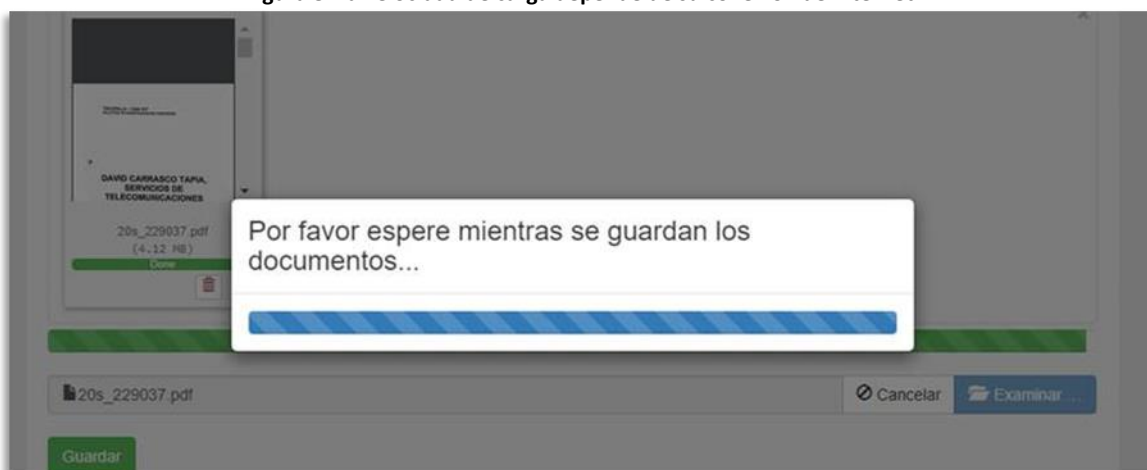 DAVID CARRASCO TAPIA,
SERVICIOS DE
TELECOMUNICACIONES
20s_229037.pdf
(4.12 MB)
Done
Por favor espere mientras se guardan los
documentos...
20s_229037.pdf
Cancelar
Examinar ...
Guardar